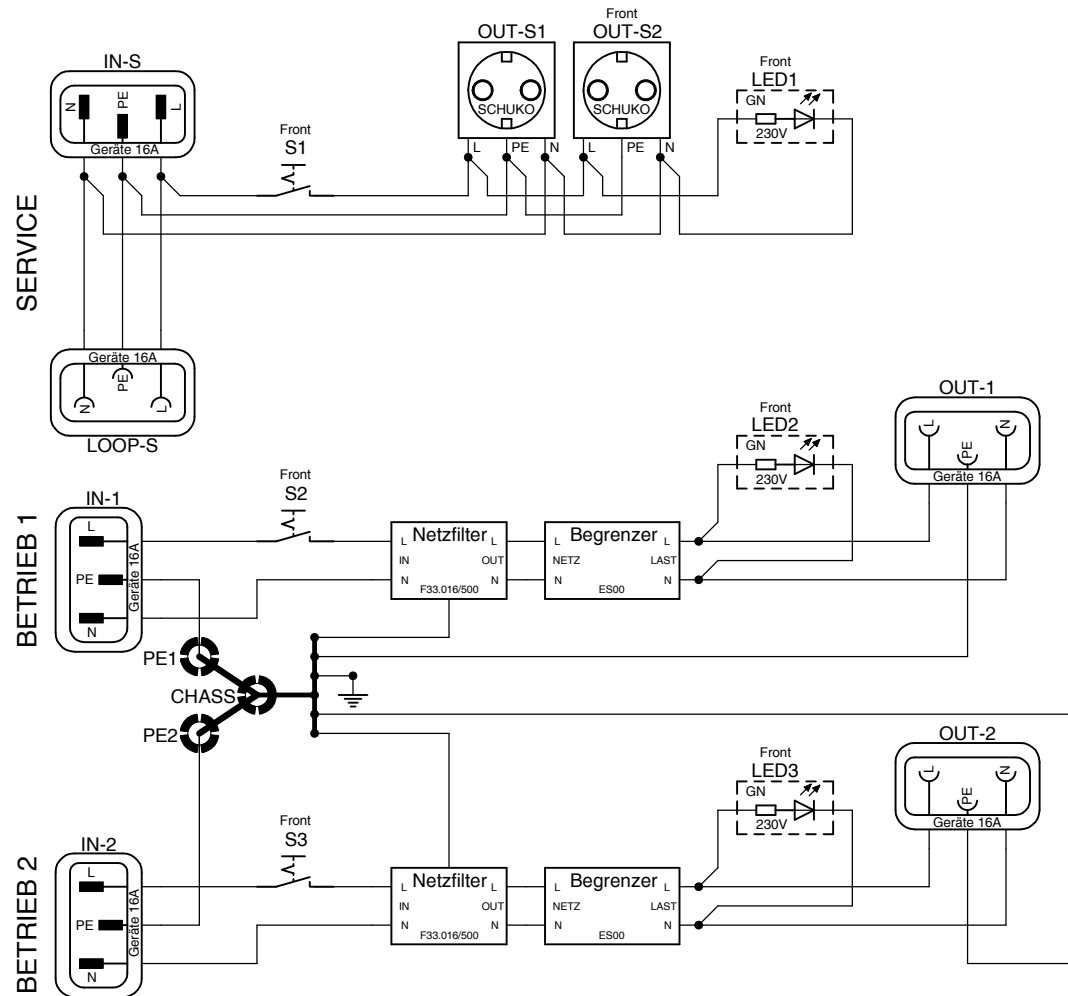 SERVICE
IN-S
N
PE
L
Geräte 16A
Front
S1
OUT-S1
SCHUKO
L
PE
N
Front
OUT-S2
SCHUKO
L
PE
N
Front
LED1
GN
230V
Geräte 16A
N
PE
L
LOOP-S
BETRIEB 1
IN-1
L
PE
N
Geräte 16A
Front
S2
Netzfilter
L
L
IN
OUT
N
N
F33.016/500
Begrenzer
L
L
NETZ
LAST
N
N
ES00
Front
LED2
GN
230V
OUT-1
L
PE
N
Geräte 16A
PE1
CHASS
PE2
BETRIEB 2
IN-2
L
PE
N
Geräte 16A
Front
S3
Netzfilter
L
L
IN
OUT
N
N
F33.016/500
Begrenzer
L
L
NETZ
LAST
N
N
ES00
Front
LED3
GN
230V
OUT-2
L
PE
N
Geräte 16A